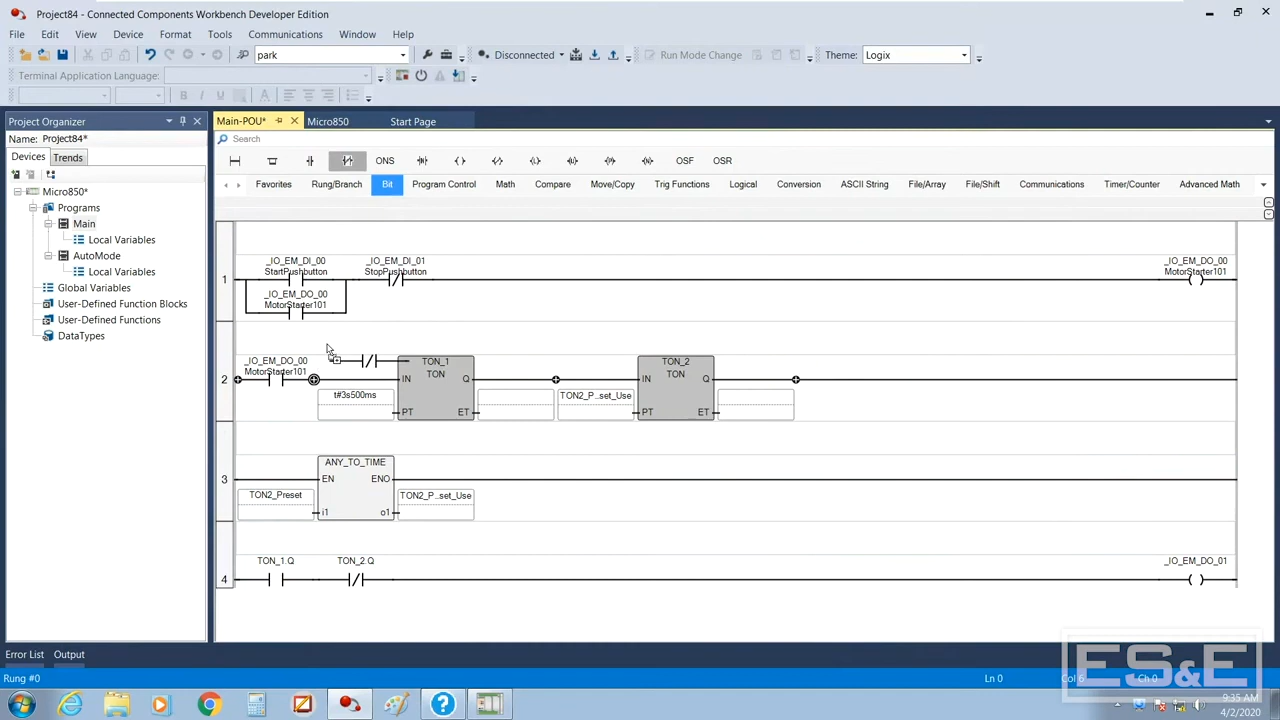 Project84 - Connected Components Workbench Developer Edition
File Edit View Device Format Tools Communications Window Help
park Disconnected Run Mode Change Theme: Logix
Terminal Application Language:
B I U A
Project Organizer
Name: Project84*
Devices Trends
Micro850*
Programs
Main
Local Variables
AutoMode
Local Variables
Global Variables
User-Defined Function Blocks
User-Defined Functions
DataTypes
Main-POU* Micro850 Start Page
Search
ONS OSF OSR
Favorites Rung/Branch Bit Program Control Math Compare Move/Copy Trig Functions Logical Conversion ASCII String File/Array File/Shift Communications Timer/Counter Advanced Math
_IO_EM_DI_00 _IO_EM_DI_01 _IO_EM_DO_00
StartPushbutton StopPushbutton MotorStarter101
1
_IO_EM_DO_00
MotorStarter101
_IO_EM_DO_00 TON_1 TON_2
MotorStarter101 TON TON
2 IN Q IN Q
t#3s500ms TON2_P...set_Use
PT ET PT ET
ANY_TO_TIME
3 EN ENO
TON2_Preset TON2_P...set_Use
i1 o1
TON_1.Q TON_2.Q _IO_EM_DO_01
4
Error List Output
Rung #0 Ln 0 Col 6 Ch 0
ES&E
9:35 AM
4/2/2020